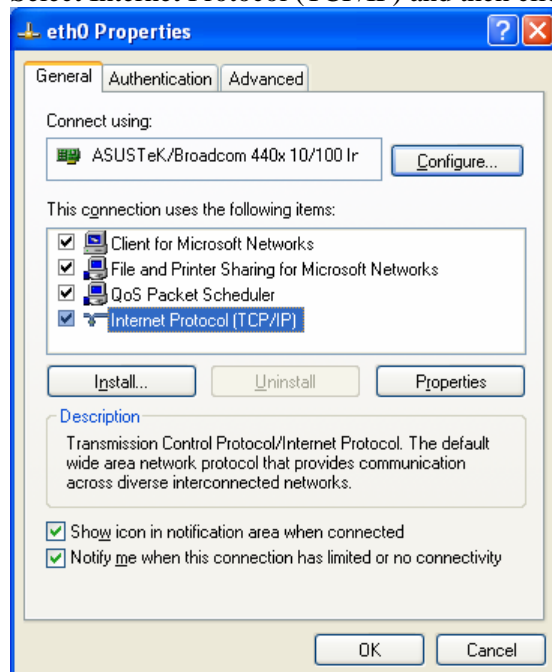 eth0 Properties
General Authentication Advanced
Connect using:
ASUSTeK/Broadcom 440x 10/100 Ir Configure...
This connection uses the following items:
Client for Microsoft Networks
File and Printer Sharing for Microsoft Networks
QoS Packet Scheduler
Internet Protocol (TCP/IP)
Install... Uninstall Properties
Description
Transmission Control Protocol/Internet Protocol. The default
wide area network protocol that provides communication
across diverse interconnected networks.
Show icon in notification area when connected
Notify me when this connection has limited or no connectivity
OK Cancel